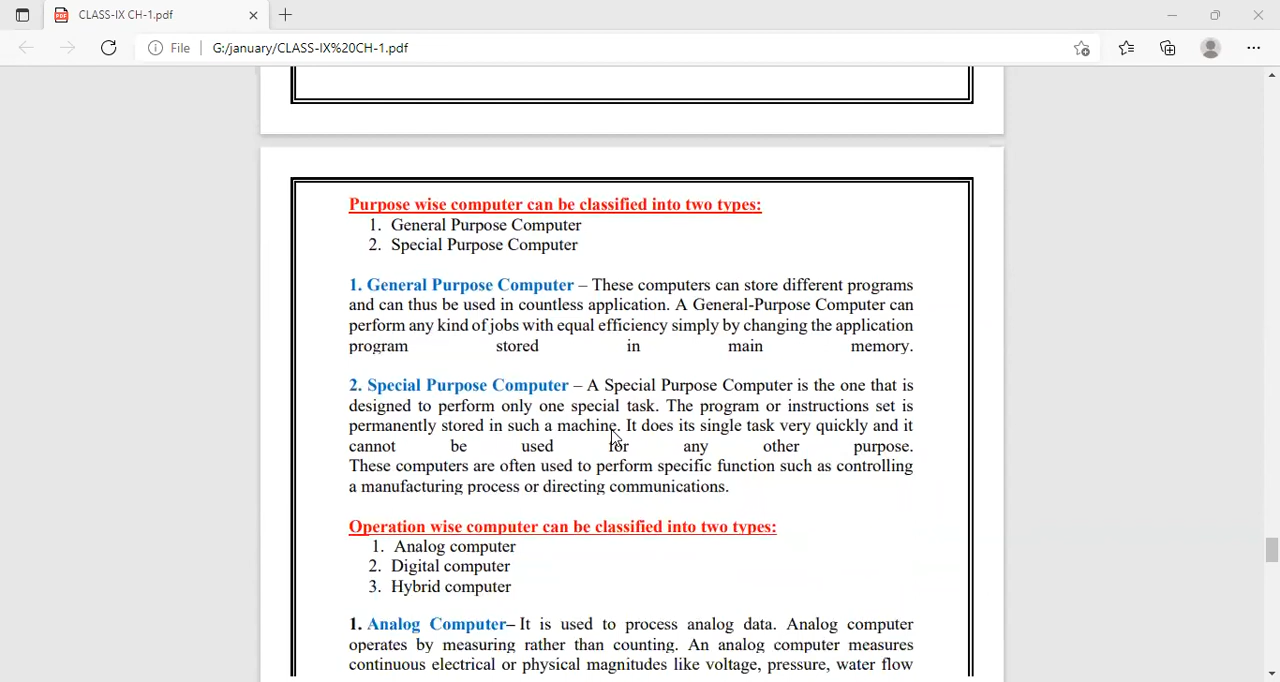 CLASS-IX CH-1.pdf
File
G:/january/CLASS-IX%20CH-1.pdf
Purpose wise computer can be classified into two types:
1. General Purpose Computer
2. Special Purpose Computer
1. General Purpose Computer – These computers can store different programs
and can thus be used in countless application. A General-Purpose Computer can
perform any kind of jobs with equal efficiency simply by changing the application
program stored in main memory.
2. Special Purpose Computer – A Special Purpose Computer is the one that is
designed to perform only one special task. The program or instructions set is
permanently stored in such a machine. It does its single task very quickly and it
cannot be used for any other purpose.
These computers are often used to perform specific function such as controlling
a manufacturing process or directing communications.
Operation wise computer can be classified into two types:
1. Analog computer
2. Digital computer
3. Hybrid computer
1. Analog Computer– It is used to process analog data. Analog computer
operates by measuring rather than counting. An analog computer measures
continuous electrical or physical magnitudes like voltage, pressure, water flow